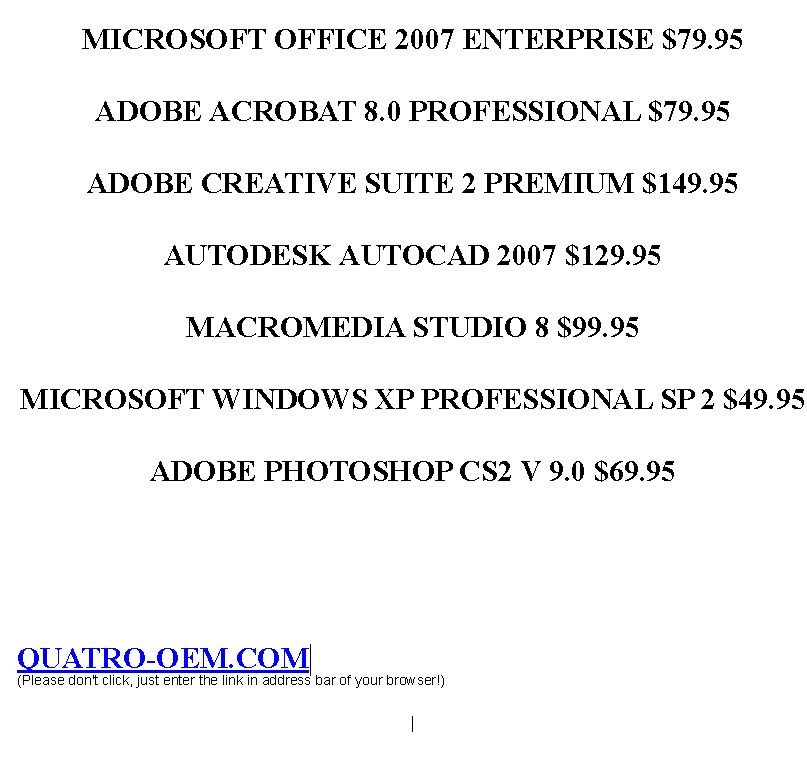 MICROSOFT OFFICE 2007 ENTERPRISE $79.95
ADOBE ACROBAT 8.0 PROFESSIONAL $79.95
ADOBE CREATIVE SUITE 2 PREMIUM $149.95
AUTODESK AUTOCAD 2007 $129.95
MACROMEDIA STUDIO 8 $99.95
MICROSOFT WINDOWS XP PROFESSIONAL SP 2 $49.95
ADOBE PHOTOSHOP CS2 V 9.0 $69.95
QUATRO-OEM.COM
(Please don't click, just enter the link in address bar of your browser!)